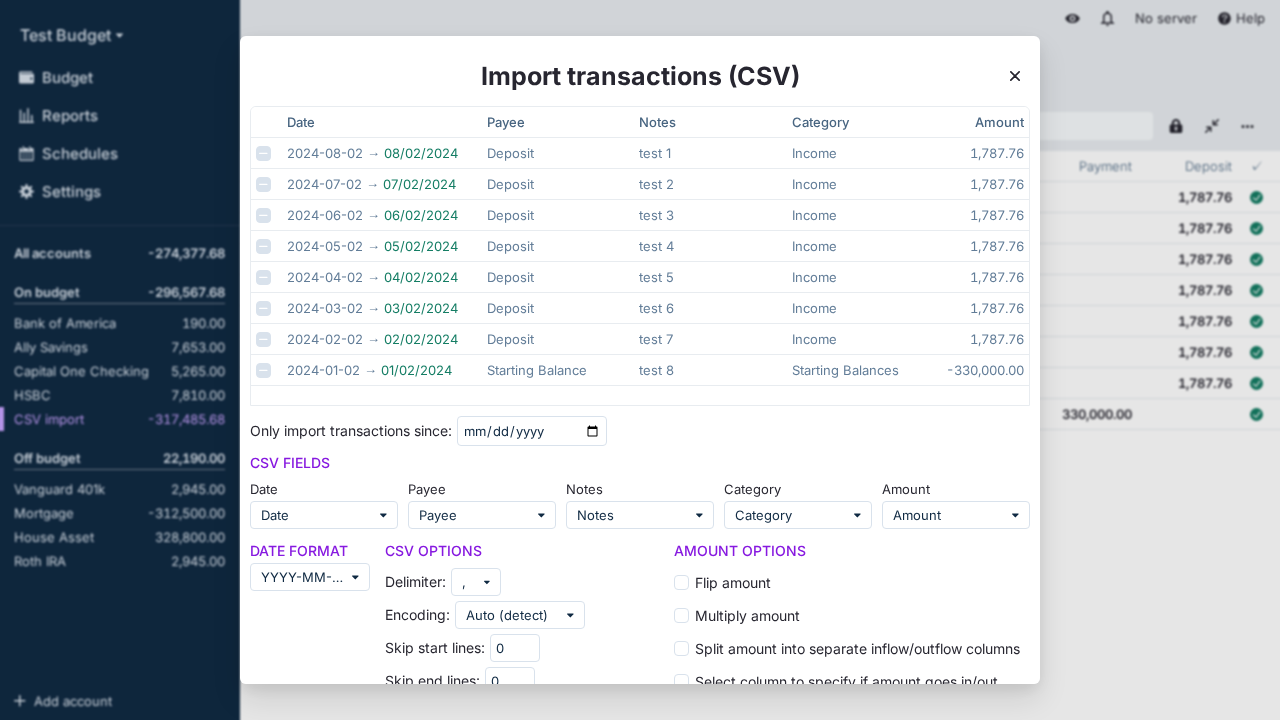 Test Budget
Budget
Reports
Schedules
Settings
All accounts -274,377.68
On budget -296,567.68
Bank of America 190.00
Ally Savings 7,653.00
Capital One Checking 5,265.00
HSBC 7,810.00
CSV import -317,485.68
Off budget 22,190.00
Vanguard 401k 2,945.00
Mortgage -312,500.00
House Asset 328,800.00
Roth IRA 2,945.00
Add account
No server Help
Payment Deposit ✓
1,787.76
1,787.76
1,787.76
1,787.76
1,787.76
1,787.76
1,787.76
330,000.00
Import transactions (CSV)
Date Payee Notes Category Amount
2024-08-02 → 08/02/2024 Deposit test 1 Income 1,787.76
2024-07-02 → 07/02/2024 Deposit test 2 Income 1,787.76
2024-06-02 → 06/02/2024 Deposit test 3 Income 1,787.76
2024-05-02 → 05/02/2024 Deposit test 4 Income 1,787.76
2024-04-02 → 04/02/2024 Deposit test 5 Income 1,787.76
2024-03-02 → 03/02/2024 Deposit test 6 Income 1,787.76
2024-02-02 → 02/02/2024 Deposit test 7 Income 1,787.76
2024-01-02 → 01/02/2024 Starting Balance test 8 Starting Balances -330,000.00
Only import transactions since: mm/dd/yyyy
CSV FIELDS
Date Payee Notes Category Amount
Date Payee Notes Category Amount
DATE FORMAT
YYYY-MM-...
CSV OPTIONS
Delimiter: ,
Encoding: Auto (detect)
Skip start lines: 0
Skip end lines: 0
AMOUNT OPTIONS
Flip amount
Multiply amount
Split amount into separate inflow/outflow columns
Select column to specify if amount goes in/out